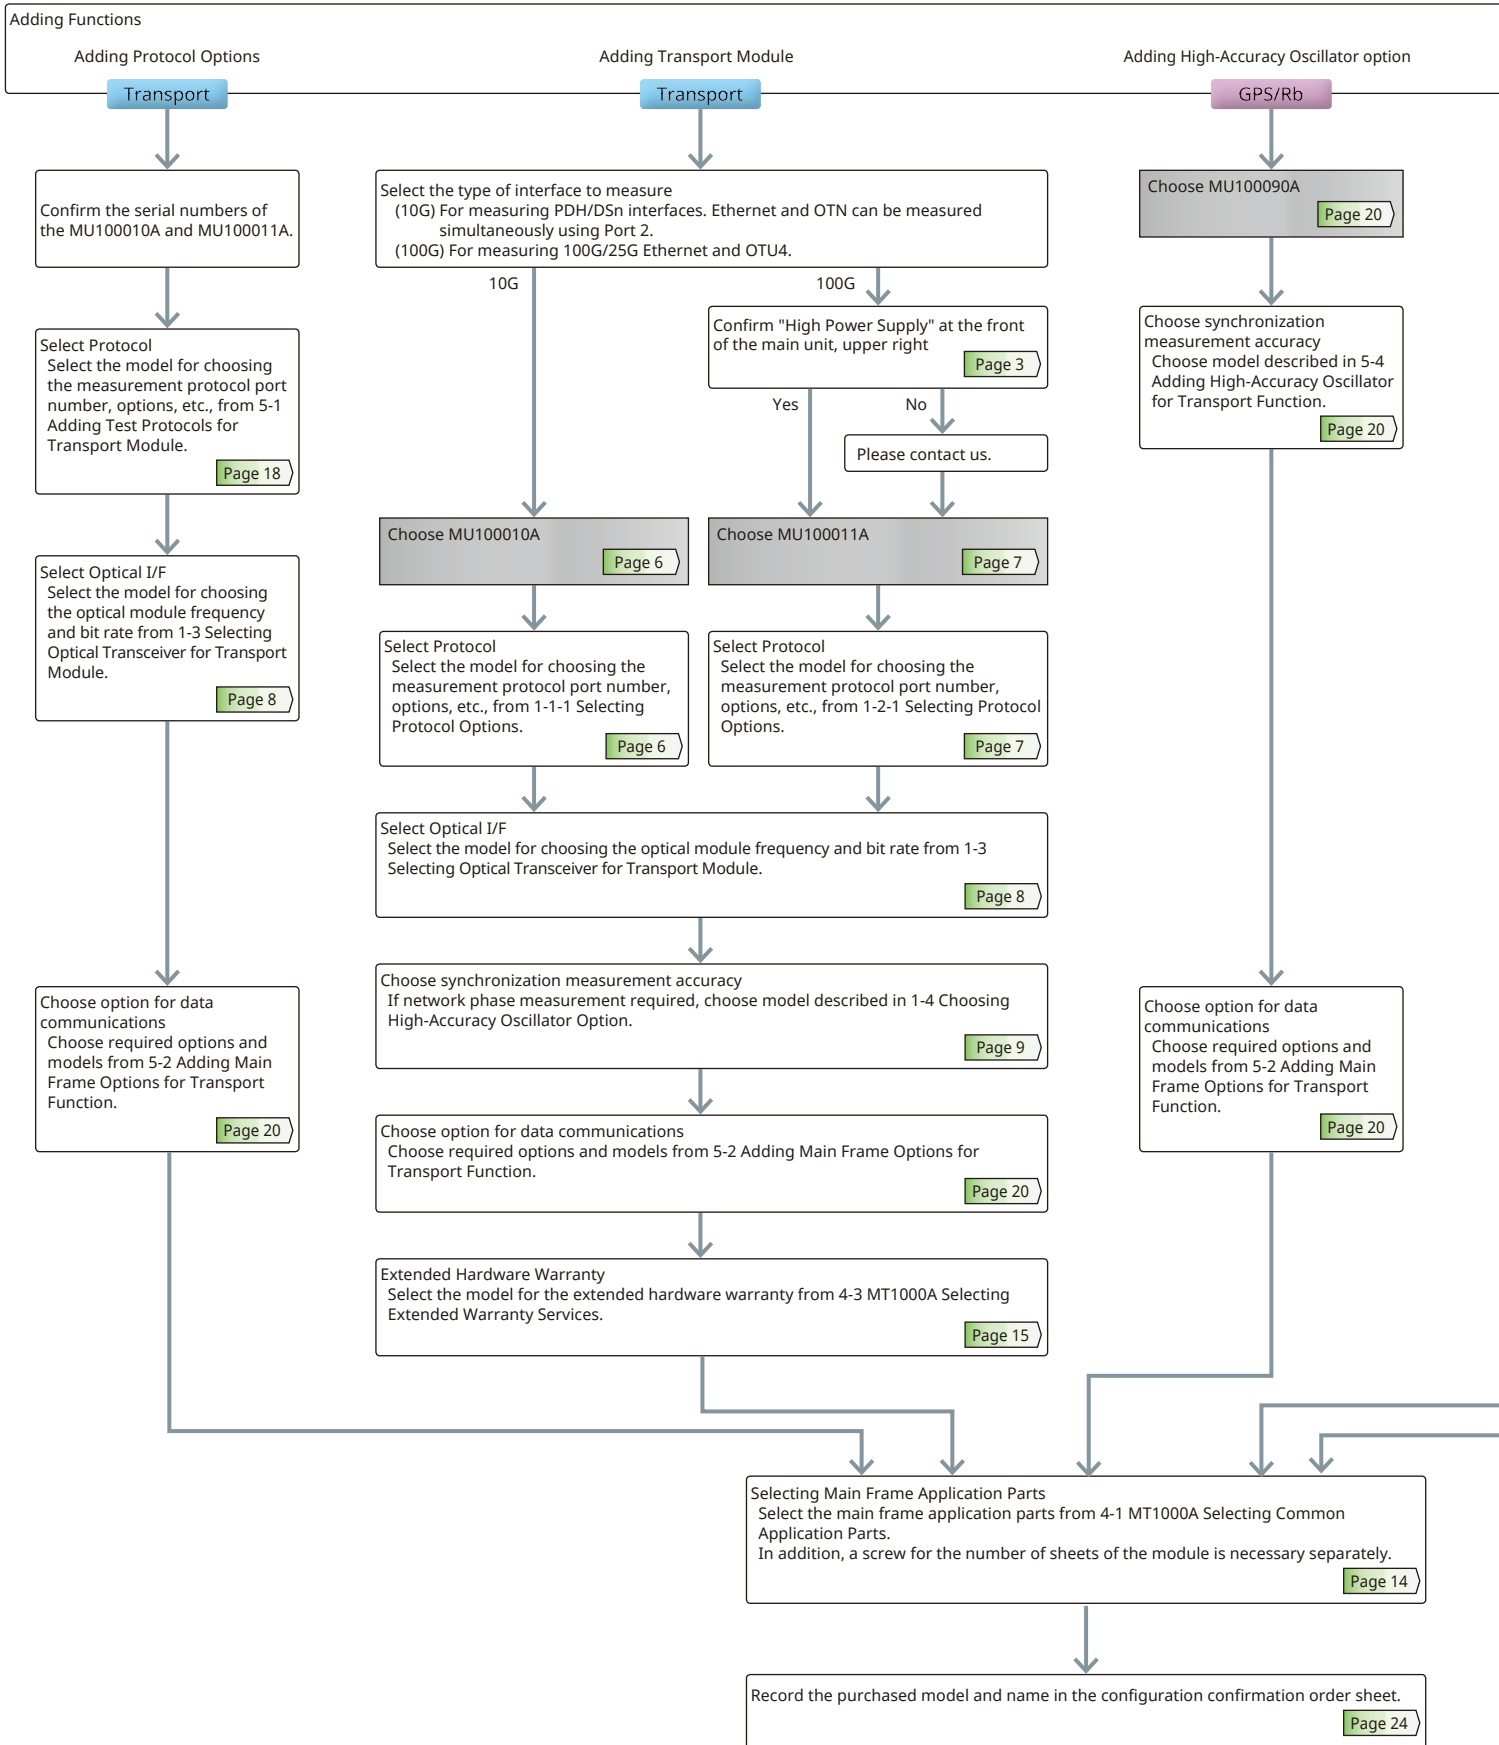 Adding Functions
Adding Protocol Options
Adding Transport Module
Adding High-Accuracy Oscillator option
Transport
Transport
GPS/Rb
Confirm the serial numbers of
the MU100010A and MU100011A.
Select Protocol
Select the model for choosing
the measurement protocol port
number, options, etc., from 5-1
Adding Test Protocols for
Transport Module.
Page 18
Select Optical I/F
Select the model for choosing
the optical module frequency
and bit rate from 1-3 Selecting
Optical Transceiver for Transport
Module.
Page 8
Choose option for data
communications
Choose required options and
models from 5-2 Adding Main
Frame Options for Transport
Function.
Page 20
Select the type of interface to measure
(10G) For measuring PDH/DSn interfaces. Ethernet and OTN can be measured
simultaneously using Port 2.
(100G) For measuring 100G/25G Ethernet and OTU4.
10G
100G
Confirm "High Power Supply" at the front
of the main unit, upper right
Page 3
Yes
No
Please contact us.
Choose MU100010A
Page 6
Choose MU100011A
Page 7
Select Protocol
Select the model for choosing the
measurement protocol port number,
options, etc., from 1-1-1 Selecting
Protocol Options.
Page 6
Select Protocol
Select the model for choosing the
measurement protocol port number,
options, etc., from 1-2-1 Selecting Protocol
Options.
Page 7
Select Optical I/F
Select the model for choosing the optical module frequency and bit rate from 1-3
Selecting Optical Transceiver for Transport Module.
Page 8
Choose synchronization measurement accuracy
If network phase measurement required, choose model described in 1-4 Choosing
High-Accuracy Oscillator Option.
Page 9
Choose option for data communications
Choose required options and models from 5-2 Adding Main Frame Options for
Transport Function.
Page 20
Extended Hardware Warranty
Select the model for the extended hardware warranty from 4-3 MT1000A Selecting
Extended Warranty Services.
Page 15
Choose MU100090A
Page 20
Choose synchronization
measurement accuracy
Choose model described in 5-4
Adding High-Accuracy Oscillator
for Transport Function.
Page 20
Choose option for data
communications
Choose required options and
models from 5-2 Adding Main
Frame Options for Transport
Function.
Page 20
Selecting Main Frame Application Parts
Select the main frame application parts from 4-1 MT1000A Selecting Common
Application Parts.
In addition, a screw for the number of sheets of the module is necessary separately.
Page 14
Record the purchased model and name in the configuration confirmation order sheet.
Page 24